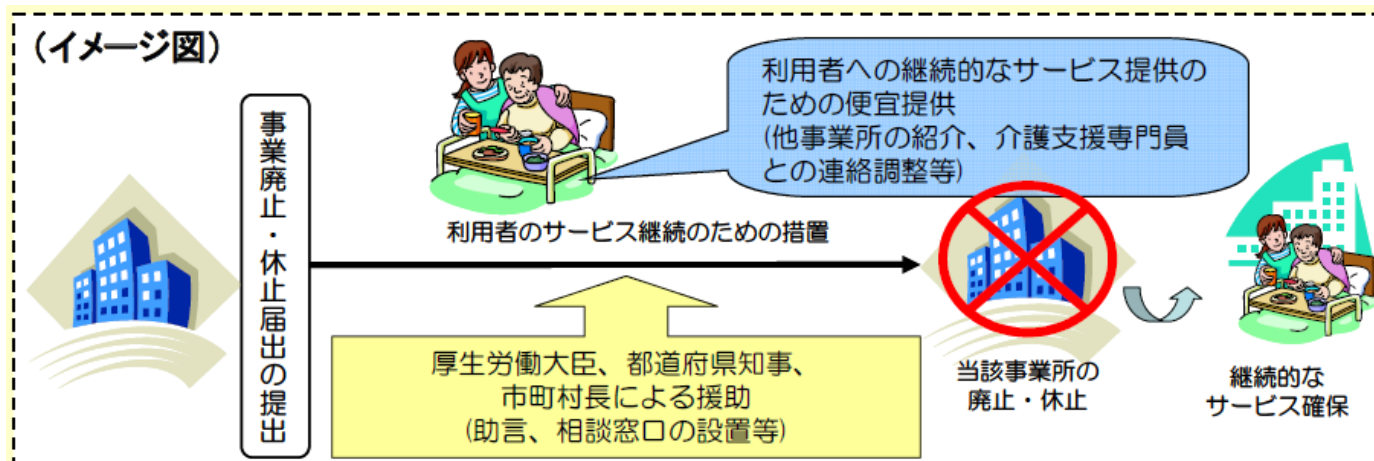 （イメージ図）
事業廃止・休止届出の提出
利用者への継続的なサービス提供の
ための便宜提供
(他事業所の紹介、介護支援専門員
との連絡調整等)
利用者のサービス継続のための措置
厚生労働大臣、都道府県知事、
市町村長による援助
(助言、相談窓口の設置等)
当該事業所の
廃止・休止
継続的な
サービス確保